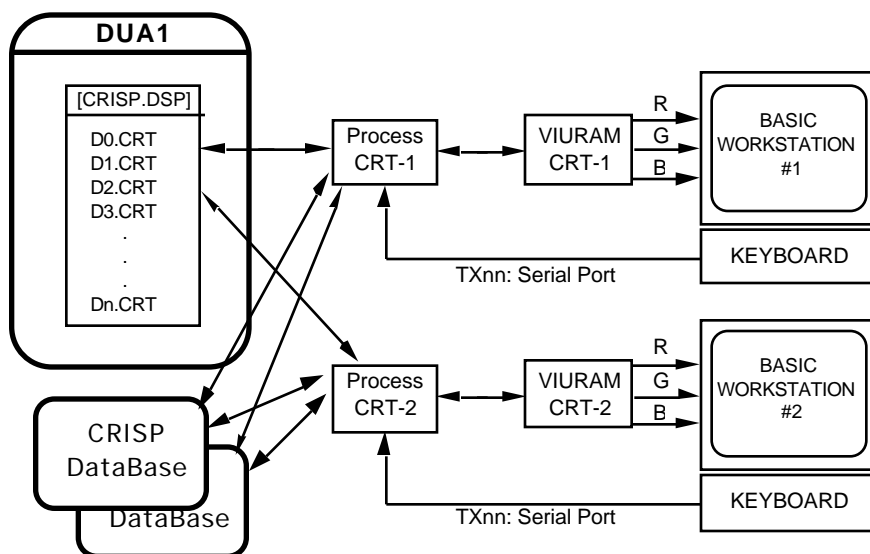 DUA1
[CRISP.DSP]
D0.CRT
D1.CRT
D2.CRT
D3.CRT
.
.
.
Dn.CRT
Process
CRT-1
VIURAM
CRT-1
R
G
B
BASIC
WORKSTATION
#1
KEYBOARD
TXnn: Serial Port
Process
CRT-2
VIURAM
CRT-2
R
G
B
BASIC
WORKSTATION
#2
KEYBOARD
TXnn: Serial Port
CRISP
DataBase
DataBase